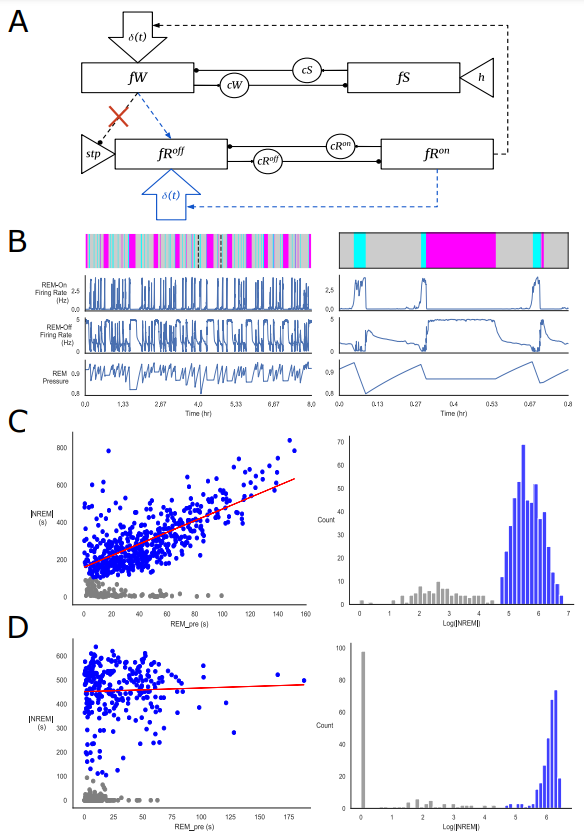 A
δ(t)
fW
cS
cW
fS
h
stp
fR^off
cR^on
cR^off
fR^on
δ(t)
B
REM-On
Firing Rate
(Hz)
2,5
0,0
2.5
0.0
REM-Off
Firing Rate
(Hz)
5
0
5
0
REM
Pressure
0,9
0,8
0.9
0.8
0,0 1,33 2,67 4,0 5,33 6,67 8,0
Time (hr)
0.0 0.13 0.27 0.4 0.53 0.67 0.8
Time (hr)
C
800
600
|NREM|
(s)
400
200
0
0 20 40 60 80 100 120 140 160
REM_pre (s)
70
60
50
Count
40
30
20
10
0
0 1 2 3 4 5 6 7
Log(|NREM|)
D
600
500
400
|NREM|
(s)
300
200
100
0
0 25 50 75 100 125 150 175
REM_pre (s)
100
80
60
Count
40
20
0
0 1 2 3 4 5 6
Log(|NREM|)